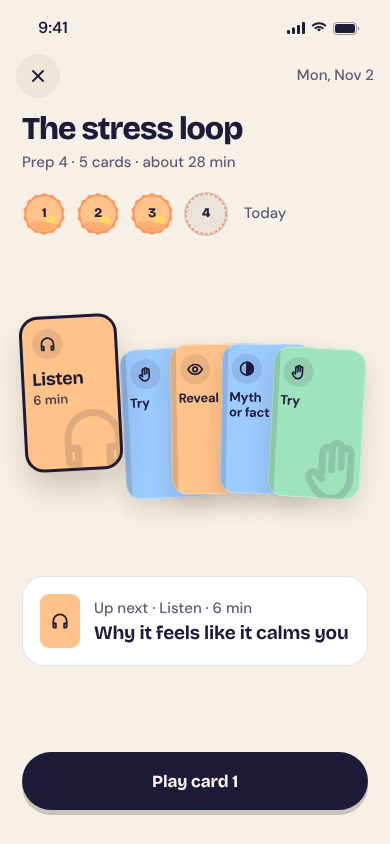 9:41
Mon, Nov 2
The stress loop
Prep 4 · 5 cards · about 28 min
1 2 3 4 Today
Listen
6 min
Try
Reveal
Myth
or fact
Try
Up next · Listen · 6 min
Why it feels like it calms you
Play card 1